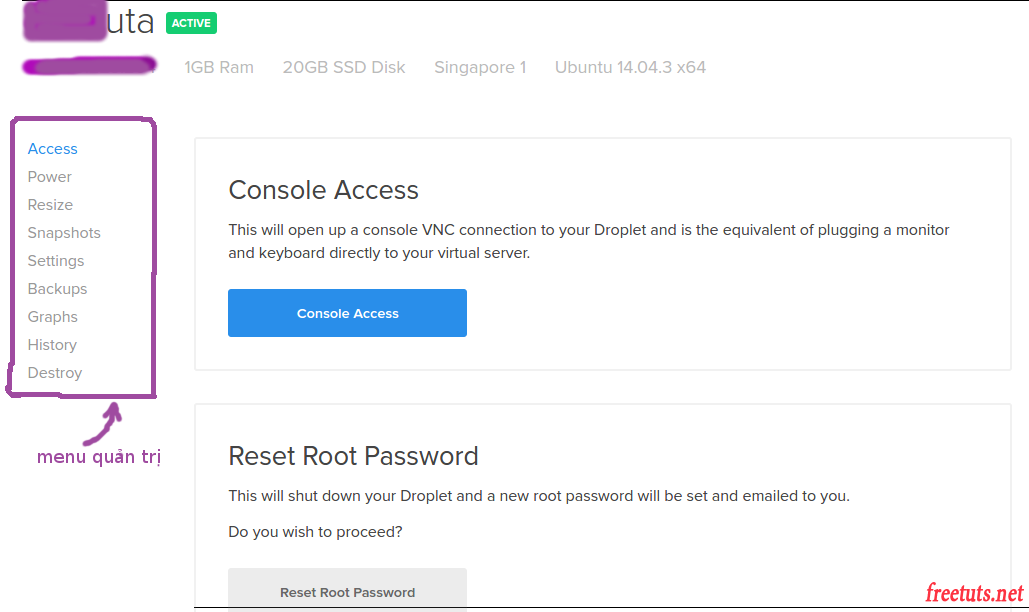 uta ACTIVE
1GB Ram 20GB SSD Disk Singapore 1 Ubuntu 14.04.3 x64
Access
Power
Resize
Snapshots
Settings
Backups
Graphs
History
Destroy
menu quản trị
Console Access
This will open up a console VNC connection to your Droplet and is the equivalent of plugging a monitor
and keyboard directly to your virtual server.
Console Access
Reset Root Password
This will shut down your Droplet and a new root password will be set and emailed to you.
Do you wish to proceed?
Reset Root Password
freetuts.net